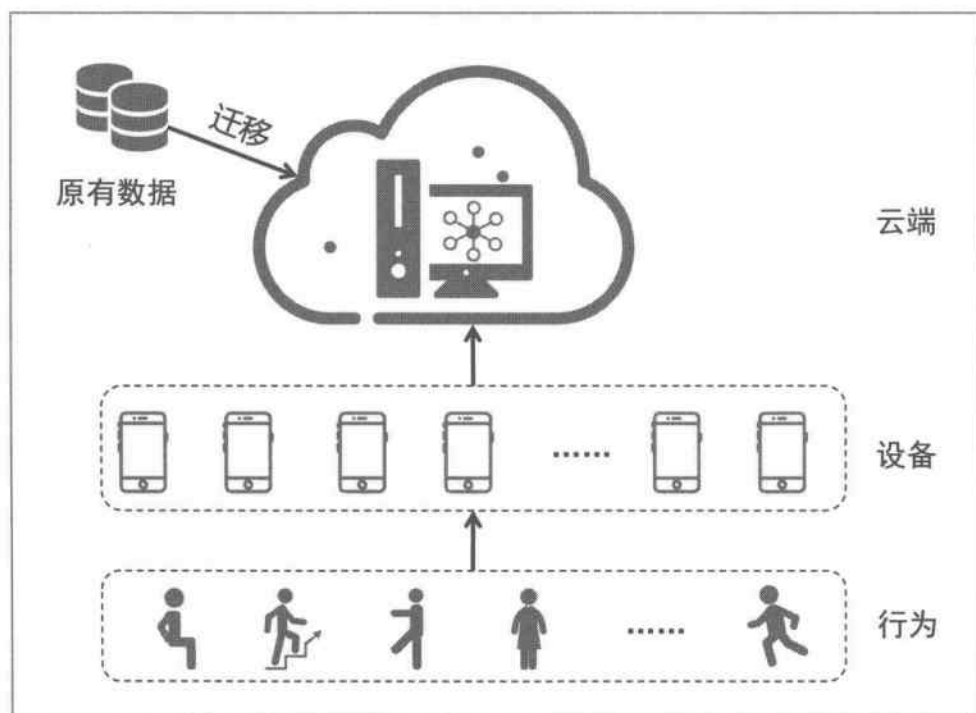 迁移
原有数据
云端
……
设备
……
行为